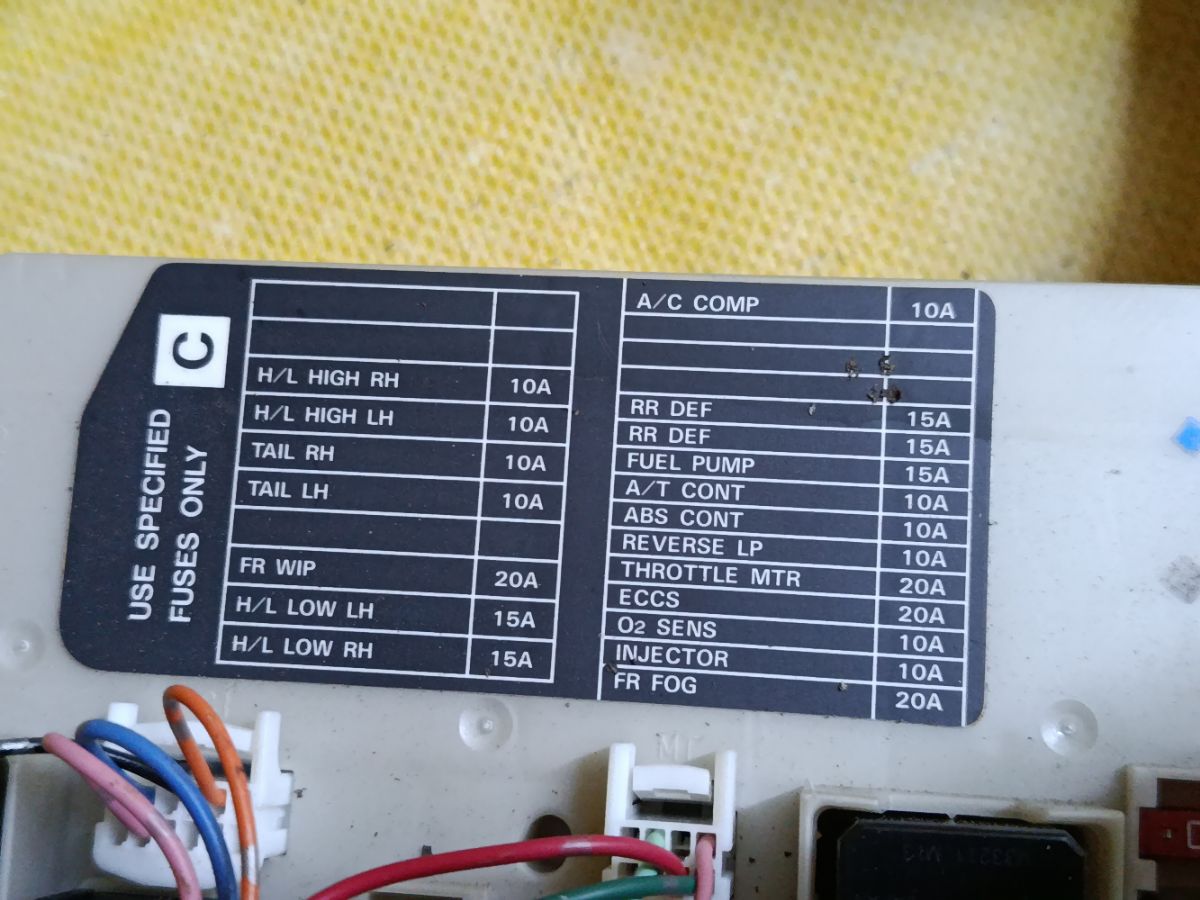 C
USE SPECIFIED
FUSES ONLY
H/L HIGH RH 10A
H/L HIGH LH 10A
TAIL RH 10A
TAIL LH 10A
FR WIP 20A
H/L LOW LH 15A
H/L LOW RH 15A
A/C COMP 10A
RR DEF 15A
RR DEF 15A
FUEL PUMP 15A
A/T CONT 10A
ABS CONT 10A
REVERSE LP 10A
THROTTLE MTR 20A
ECCS 20A
O2 SENS 10A
INJECTOR 10A
FR FOG 20A